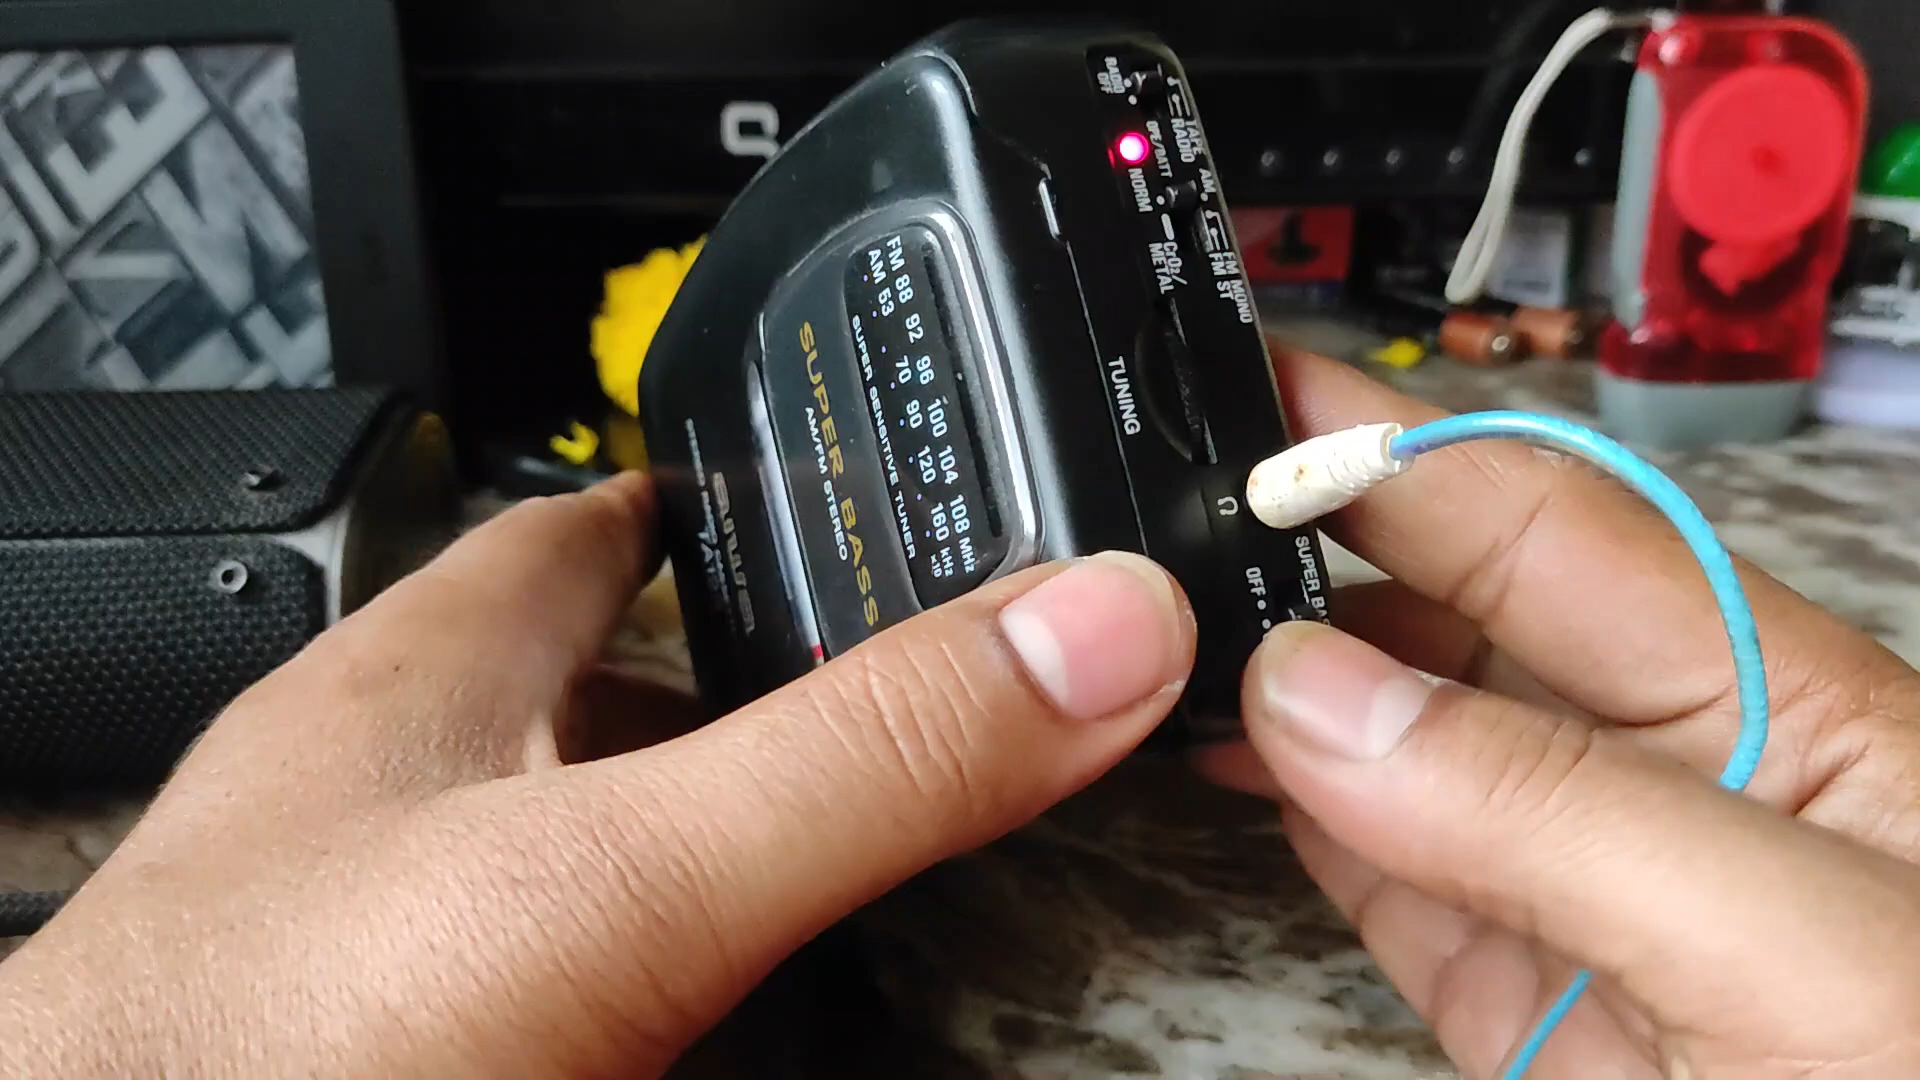 RADIO
OFF
TAPE
RADIO
OPE/BATT
NORM
AM
CrO₂/
METAL
FM MONO
FM ST
TUNING
FM 88 92 96 100 104 108 MHz
AM 53 70 90 120 160 kHz
x10
SUPER SENSITIVE TUNER
SUPER BASS
AM/FM STEREO
SUPER
OFF